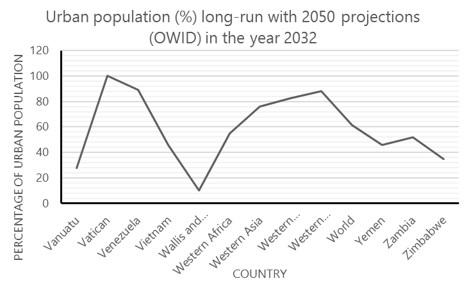 Urban population (%) long-run with 2050 projections
(OWID) in the year 2032
PERCENTAGE OF URBAN POPULATION
120
100
80
60
40
20
0
Vanuatu
Vatican
Venezuela
Vietnam
Wallis and...
Western Africa
Western Asia
Western...
Western...
World
Yemen
Zambia
Zimbabwe
COUNTRY